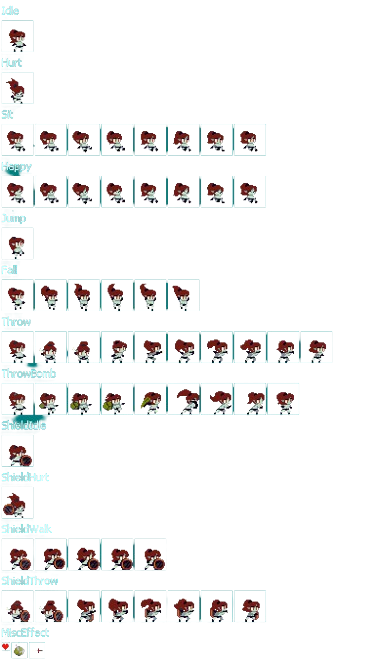 Idle
Hurt
Sit
Happy
Jump
Fall
Throw
ThrowBomb
ShieldIdle
ShieldHurt
ShieldWalk
ShieldThrow
MiscEffect